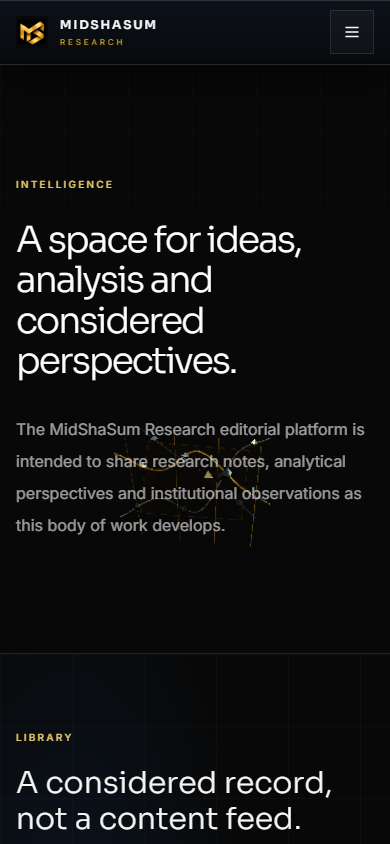 MIDSHASUM
RESEARCH
INTELLIGENCE
A space for ideas,
analysis and
considered
perspectives.
The MidShaSum Research editorial platform is
intended to share research notes, analytical
perspectives and institutional observations as
this body of work develops.
LIBRARY
A considered record,
not a content feed.